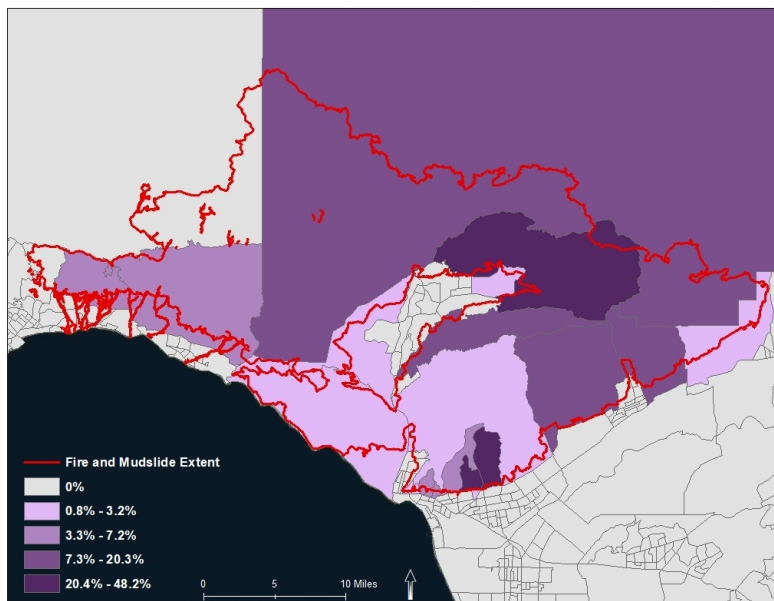 Fire and Mudslide Extent
0%
0.8% - 3.2%
3.3% - 7.2%
7.3% - 20.3%
20.4% - 48.2%
0 5 10 Miles